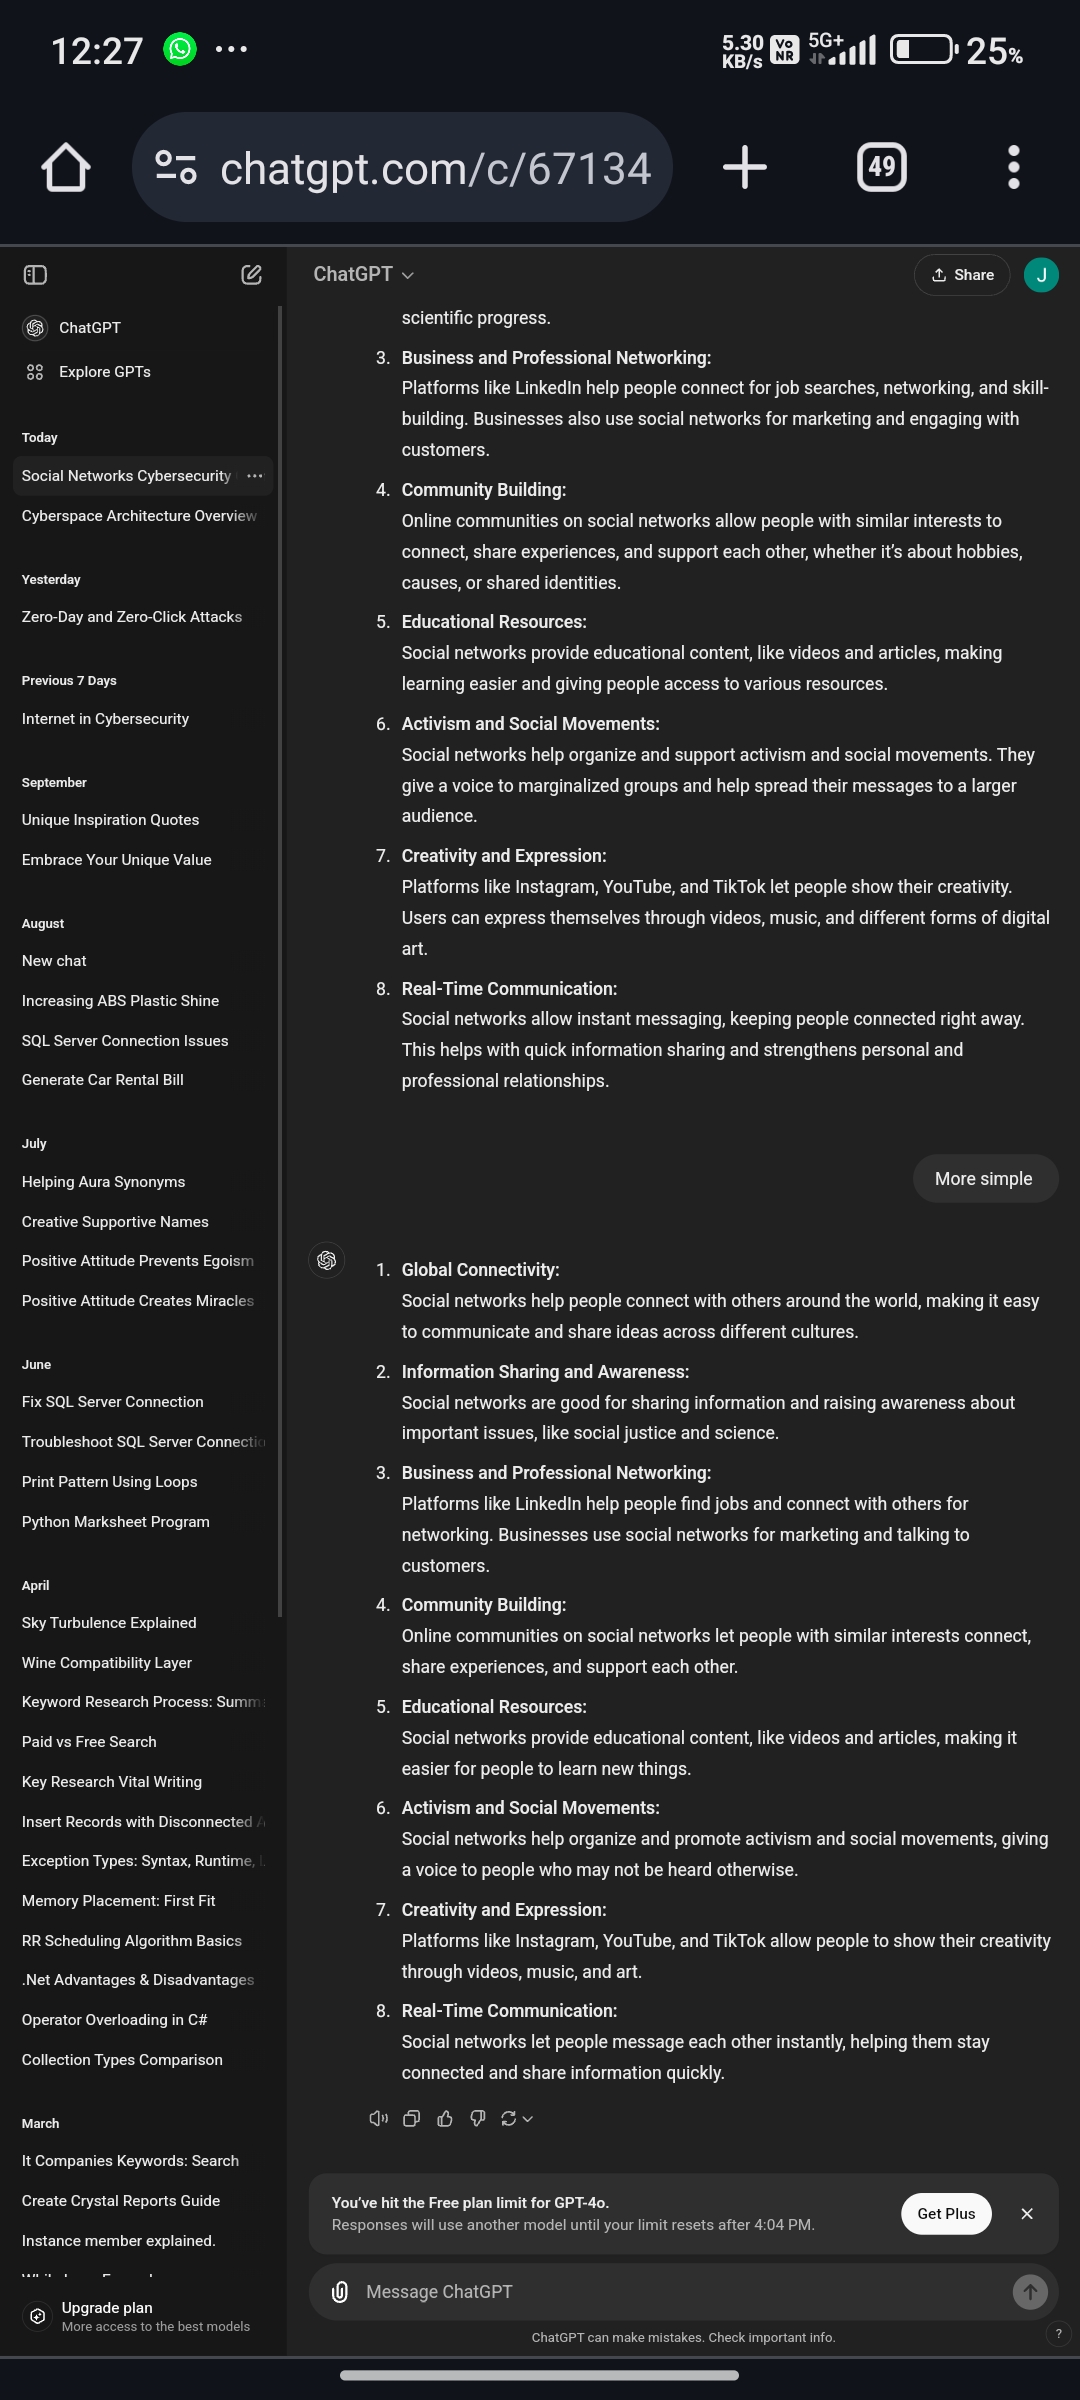 12:27
5.30
KB/s
Vo
NR
5G+
25%
chatgpt.com/c/67134
49
ChatGPT
Explore GPTs
Today
Social Networks Cybersecurity
Cyberspace Architecture Overview
Yesterday
Zero-Day and Zero-Click Attacks
Previous 7 Days
Internet in Cybersecurity
September
Unique Inspiration Quotes
Embrace Your Unique Value
August
New chat
Increasing ABS Plastic Shine
SQL Server Connection Issues
Generate Car Rental Bill
July
Helping Aura Synonyms
Creative Supportive Names
Positive Attitude Prevents Egoism
Positive Attitude Creates Miracles
June
Fix SQL Server Connection
Troubleshoot SQL Server Connectio
Print Pattern Using Loops
Python Marksheet Program
April
Sky Turbulence Explained
Wine Compatibility Layer
Keyword Research Process: Summ
Paid vs Free Search
Key Research Vital Writing
Insert Records with Disconnected
Exception Types: Syntax, Runtime,
Memory Placement: First Fit
RR Scheduling Algorithm Basics
.Net Advantages & Disadvantages
Operator Overloading in C#
Collection Types Comparison
March
It Companies Keywords: Search
Create Crystal Reports Guide
Instance member explained.
Upgrade plan
More access to the best models
ChatGPT
Share
J
scientific progress.
3. Business and Professional Networking:
Platforms like LinkedIn help people connect for job searches, networking, and skill-
building. Businesses also use social networks for marketing and engaging with
customers.
4. Community Building:
Online communities on social networks allow people with similar interests to
connect, share experiences, and support each other, whether it's about hobbies,
causes, or shared identities.
5. Educational Resources:
Social networks provide educational content, like videos and articles, making
learning easier and giving people access to various resources.
6. Activism and Social Movements:
Social networks help organize and support activism and social movements. They
give a voice to marginalized groups and help spread their messages to a larger
audience.
7. Creativity and Expression:
Platforms like Instagram, YouTube, and TikTok let people show their creativity.
Users can express themselves through videos, music, and different forms of digital
art.
8. Real-Time Communication:
Social networks allow instant messaging, keeping people connected right away.
This helps with quick information sharing and strengthens personal and
professional relationships.
More simple
1. Global Connectivity:
Social networks help people connect with others around the world, making it easy
to communicate and share ideas across different cultures.
2. Information Sharing and Awareness:
Social networks are good for sharing information and raising awareness about
important issues, like social justice and science.
3. Business and Professional Networking:
Platforms like LinkedIn help people find jobs and connect with others for
networking. Businesses use social networks for marketing and talking to
customers.
4. Community Building:
Online communities on social networks let people with similar interests connect,
share experiences, and support each other.
5. Educational Resources:
Social networks provide educational content, like videos and articles, making it
easier for people to learn new things.
6. Activism and Social Movements:
Social networks help organize and promote activism and social movements, giving
a voice to people who may not be heard otherwise.
7. Creativity and Expression:
Platforms like Instagram, YouTube, and TikTok allow people to show their creativity
through videos, music, and art.
8. Real-Time Communication:
Social networks let people message each other instantly, helping them stay
connected and share information quickly.
You've hit the Free plan limit for GPT-4o.
Responses will use another model until your limit resets after 4:04 PM.
Get Plus
Message ChatGPT
ChatGPT can make mistakes. Check important info.
?